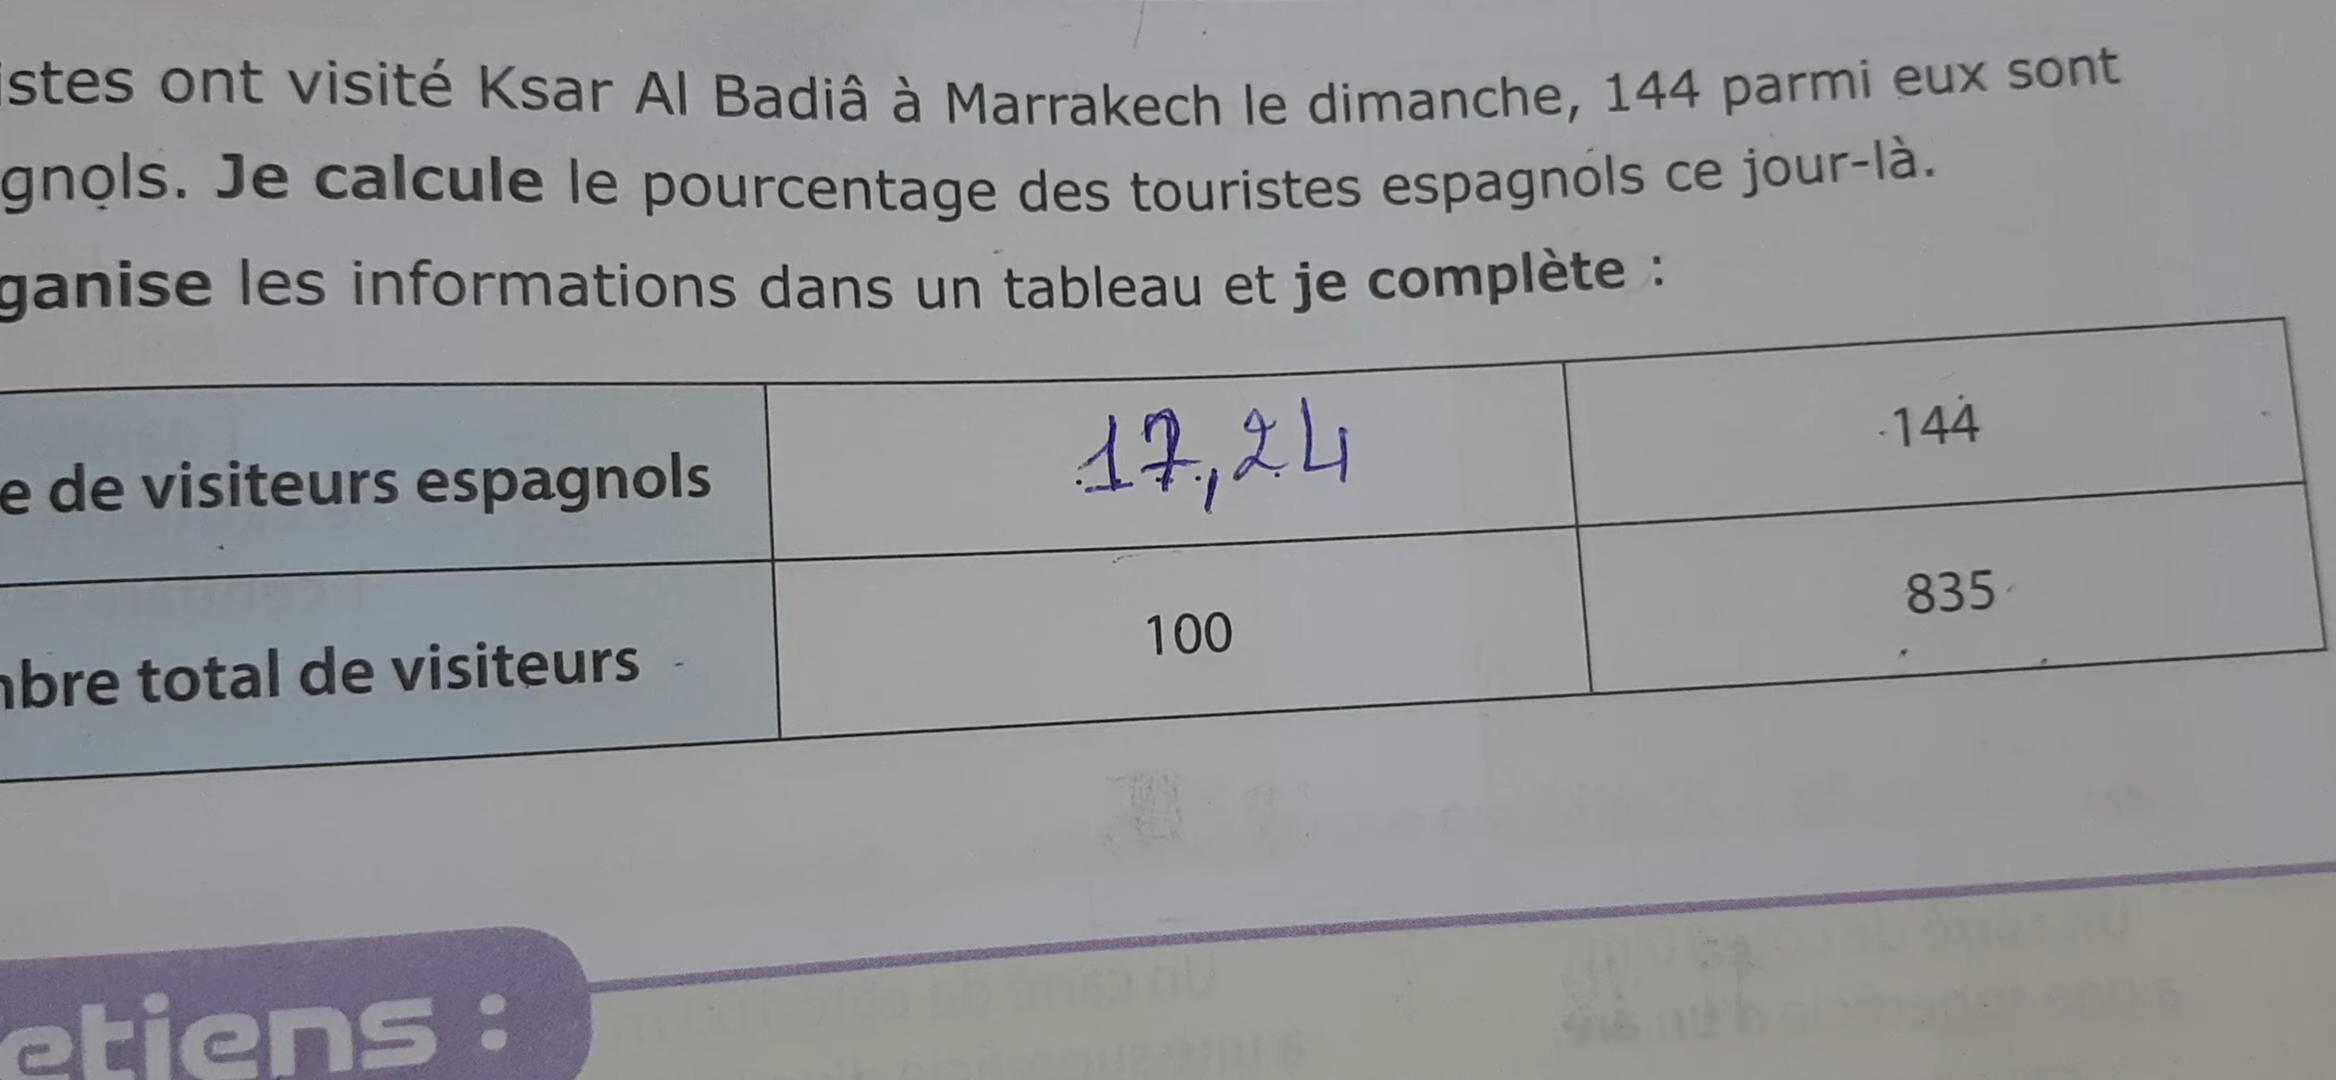 istes ont visité Ksar Al Badiâ à Marrakech le dimanche, 144 parmi eux sont
gnols. Je calcule le pourcentage des touristes espagnols ce jour-là.
ganise les informations dans un tableau et je complète :
e de visiteurs espagnols 17,24 144
bre total de visiteurs 100 835
etiens :